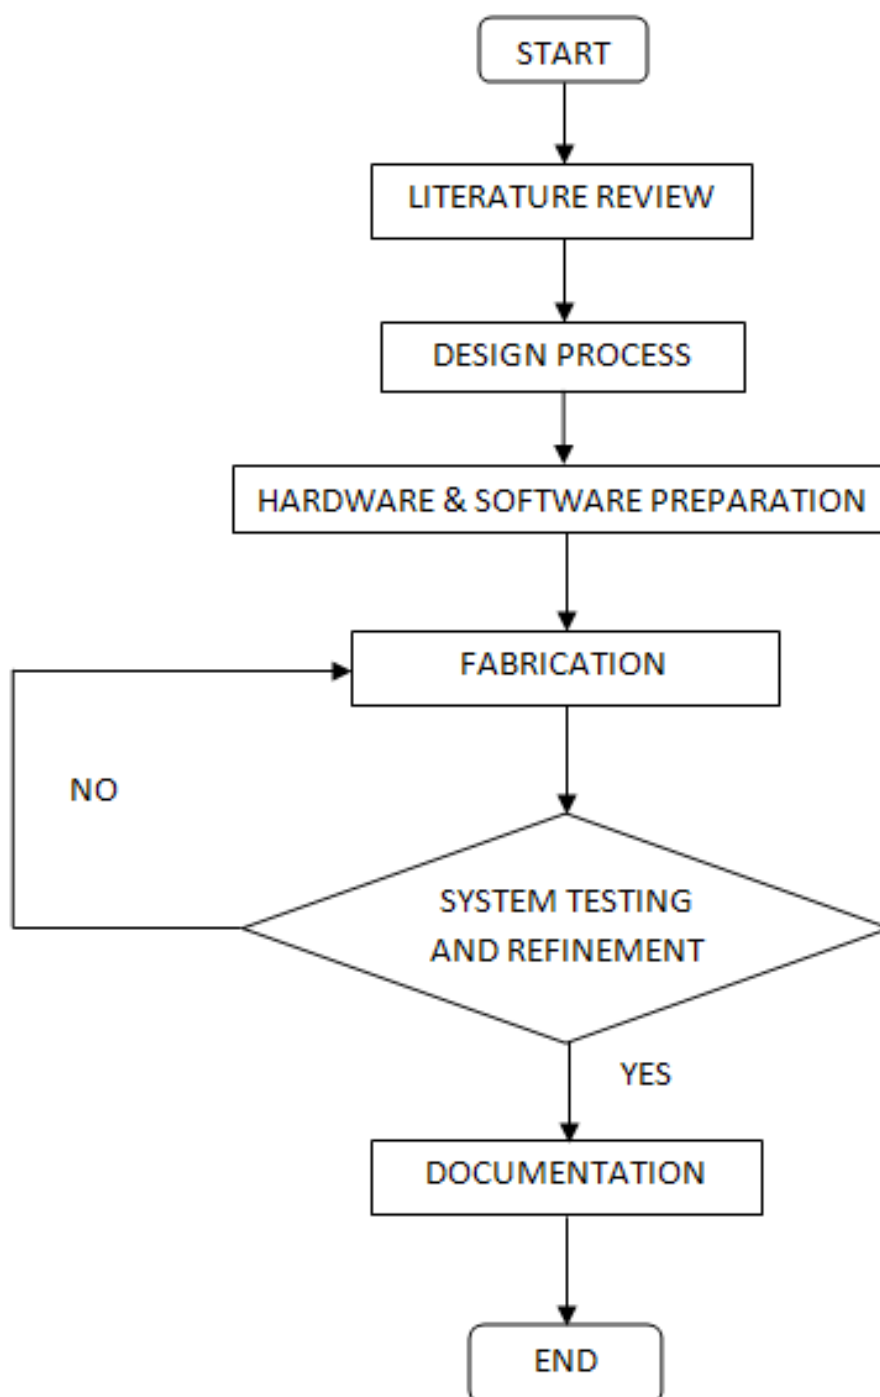 START
LITERATURE REVIEW
DESIGN PROCESS
HARDWARE & SOFTWARE PREPARATION
FABRICATION
NO
SYSTEM TESTING
AND REFINEMENT
YES
DOCUMENTATION
END